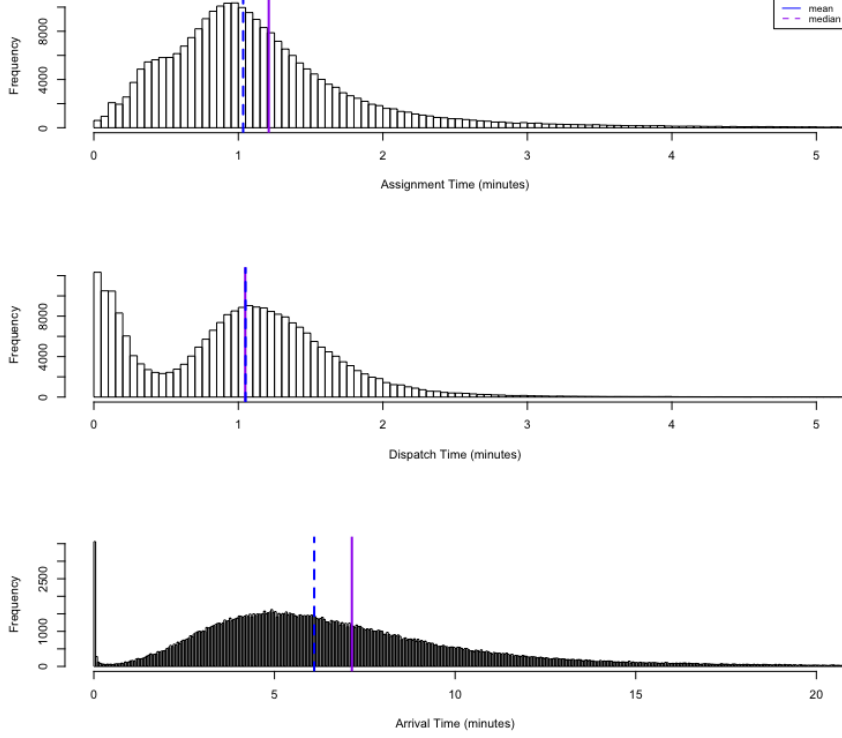 mean
median
Frequency
8000
4000
0
0 1 2 3 4 5
Assignment Time (minutes)
Frequency
8000
4000
0
0 1 2 3 4 5
Dispatch Time (minutes)
Frequency
2500
1000
0
0 5 10 15 20
Arrival Time (minutes)